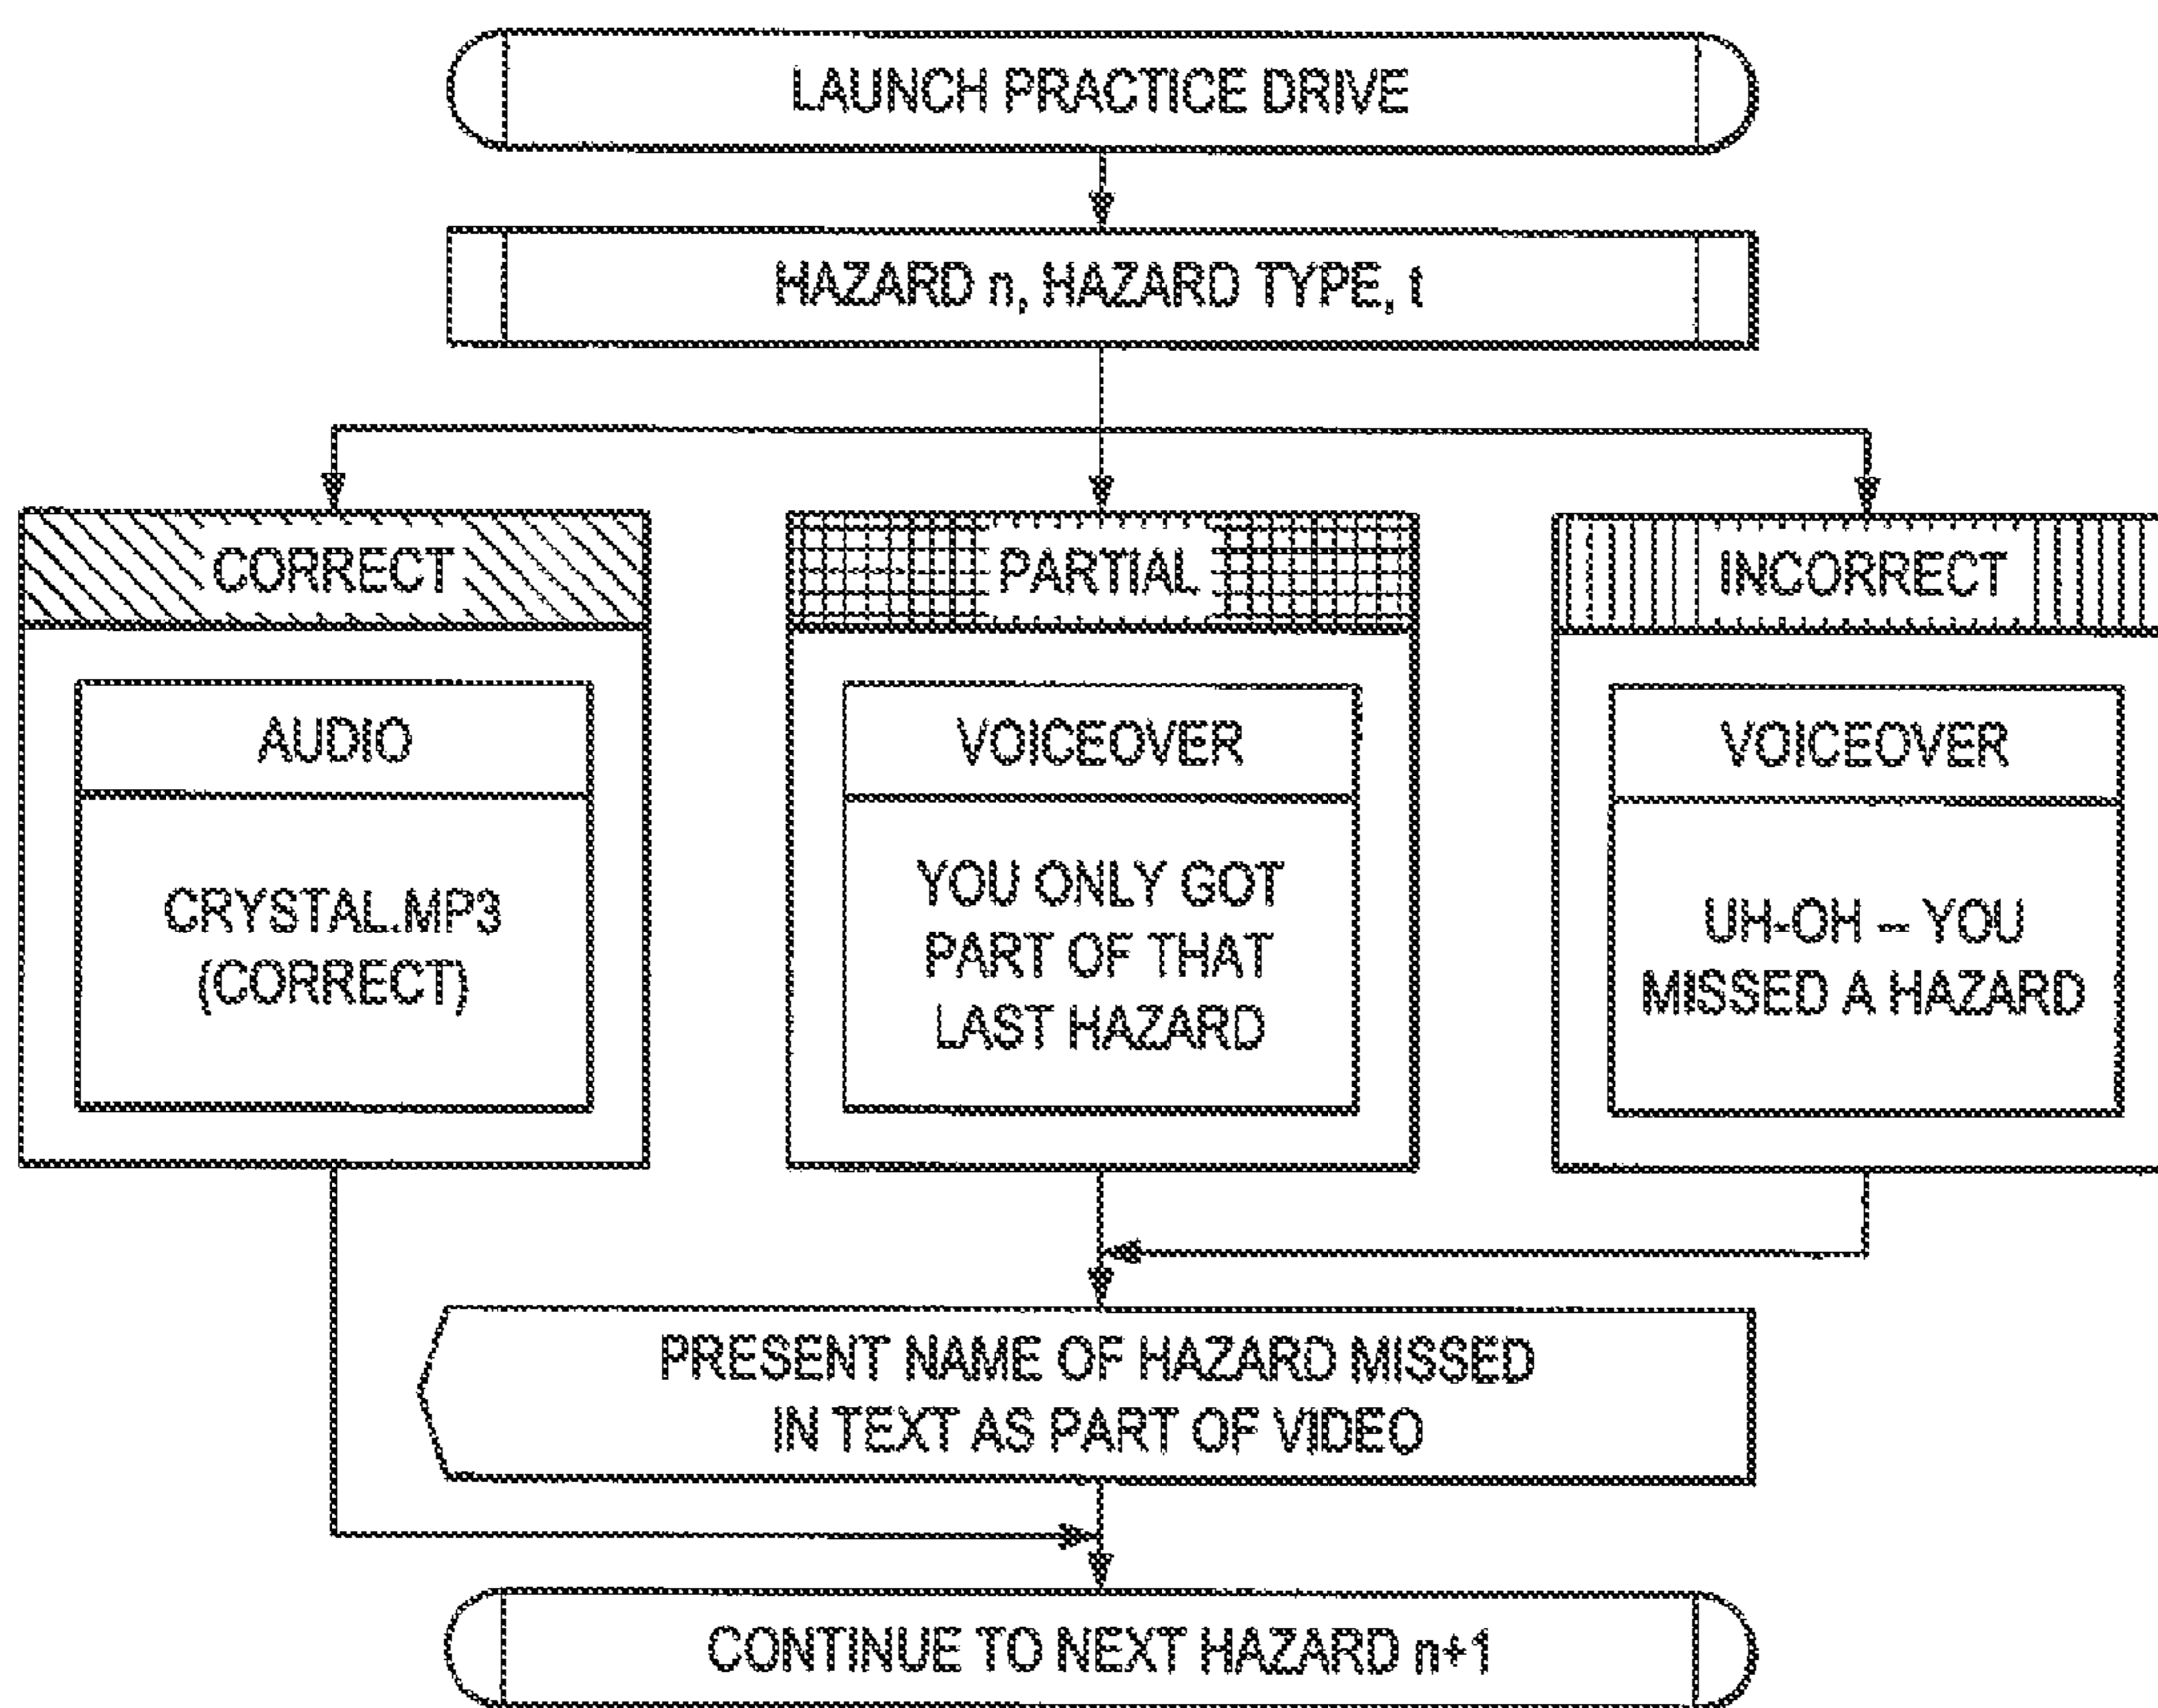 LAUNCH PRACTICE DRIVE
HAZARD n, HAZARD TYPE, t
CORRECT
AUDIO
CRYSTAL.MP3
(CORRECT)
PARTIAL
VOICEOVER
YOU ONLY GOT
PART OF THAT
LAST HAZARD
INCORRECT
VOICEOVER
UH-OH -- YOU
MISSED A HAZARD
PRESENT NAME OF HAZARD MISSED
IN TEXT AS PART OF VIDEO
CONTINUE TO NEXT HAZARD n+1